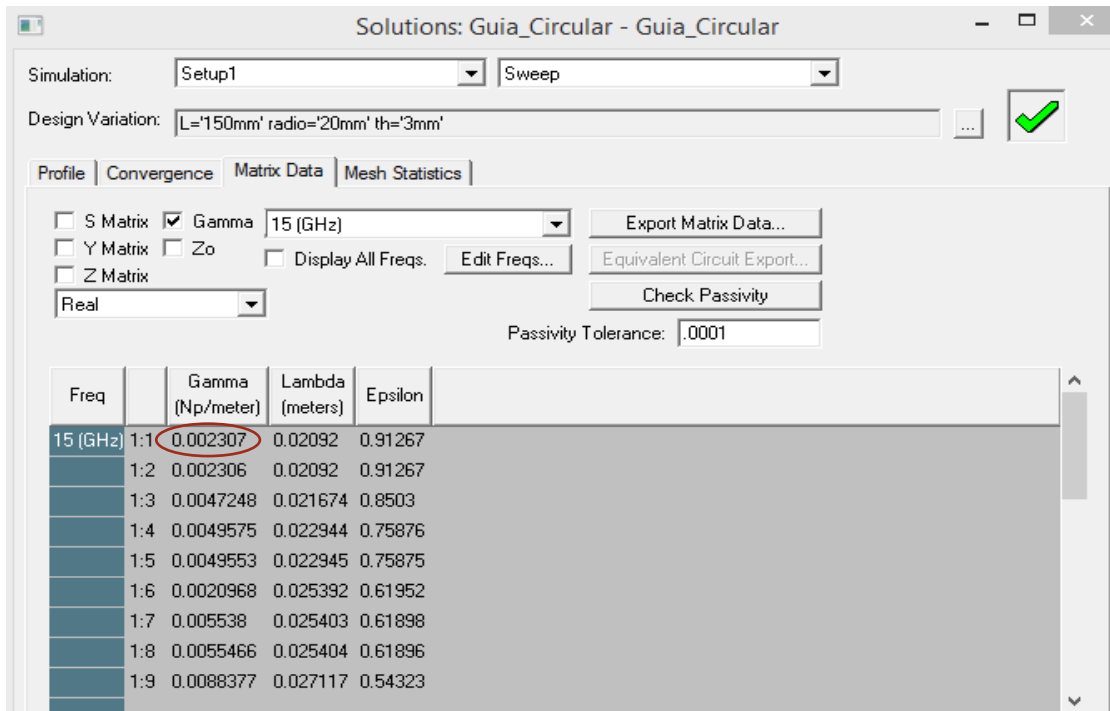 Solutions: Guia_Circular - Guia_Circular
Simulation: Setup1 Sweep
Design Variation: L='150mm' radio='20mm' th='3mm' ...
Profile Convergence Matrix Data Mesh Statistics
S Matrix Gamma 15 (GHz) Export Matrix Data...
Y Matrix Zo Display All Freqs. Edit Freqs... Equivalent Circuit Export...
Z Matrix
Real Check Passivity
Passivity Tolerance: .0001
Freq Gamma (Np/meter) Lambda (meters) Epsilon
15 (GHz) 1:1 0.002307 0.02092 0.91267
1:2 0.002306 0.02092 0.91267
1:3 0.0047248 0.021674 0.8503
1:4 0.0049575 0.022944 0.75876
1:5 0.0049553 0.022945 0.75875
1:6 0.0020968 0.025392 0.61952
1:7 0.005538 0.025403 0.61898
1:8 0.0055466 0.025404 0.61896
1:9 0.0088377 0.027117 0.54323